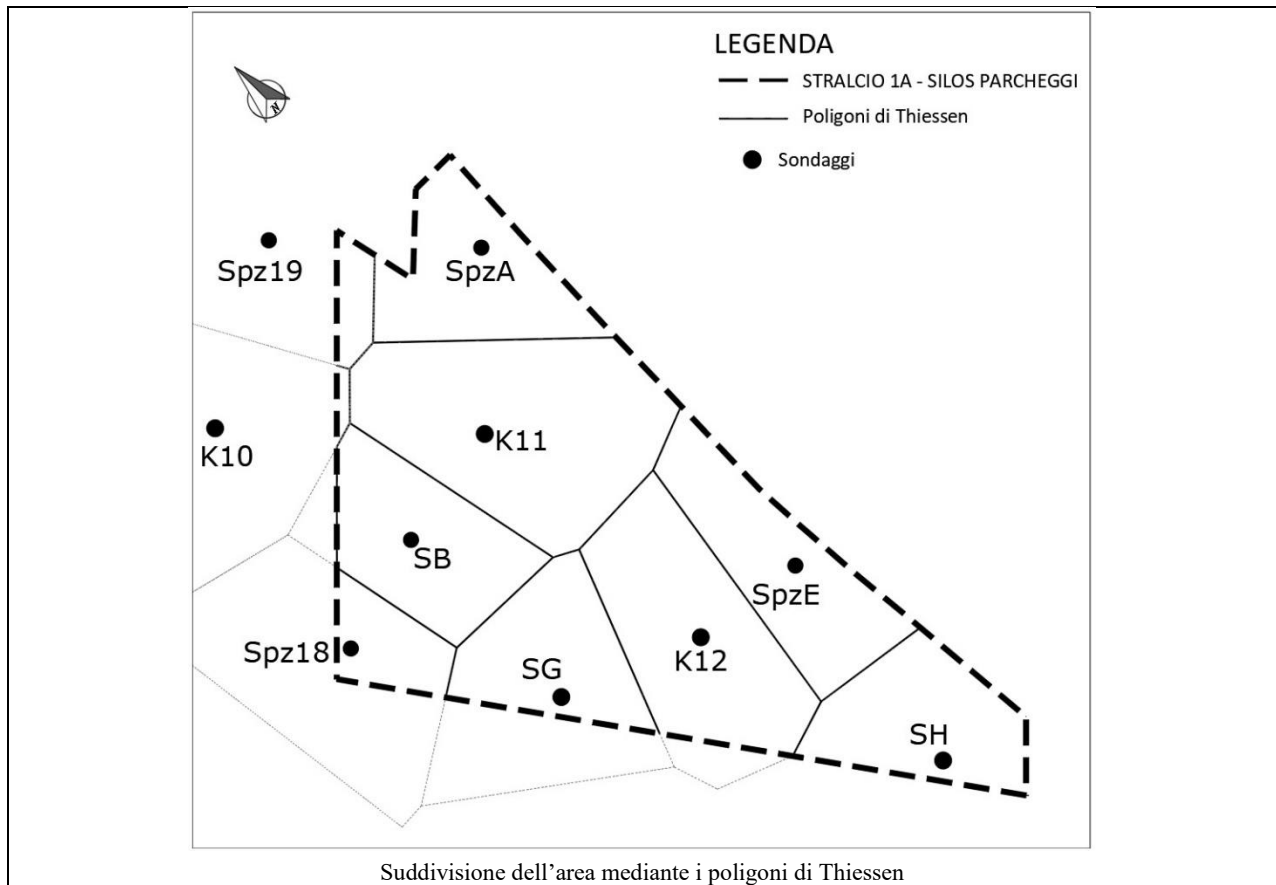 LEGENDA
STRALCIO 1A - SILOS PARCHEGGI
Poligoni di Thiessen
Sondaggi
N
Spz19
SpzA
K10
K11
SB
SpzE
Spz18
K12
SG
SH
Suddivisione dell'area mediante i poligoni di Thiessen